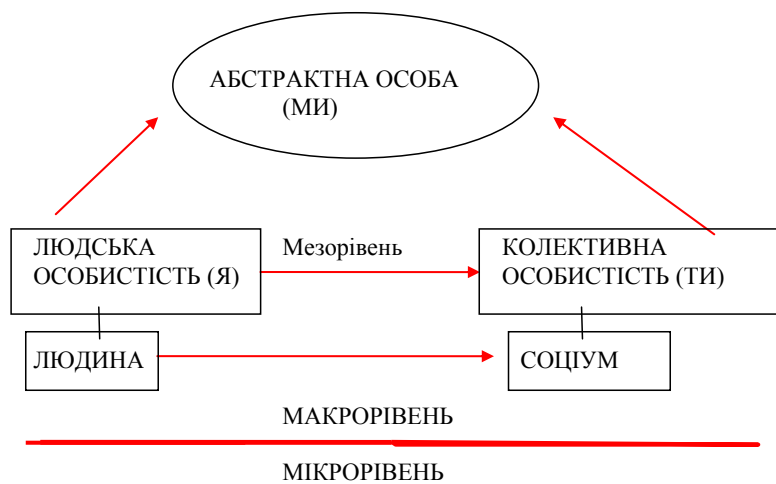 АБСТРАКТНА ОСОБА
(МИ)
ЛЮДСЬКА
ОСОБИСТІСТЬ (Я)
Мезорівень
КОЛЕКТИВНА
ОСОБИСТІСТЬ (ТИ)
ЛЮДИНА
СОЦІУМ
МАКРОРІВЕНЬ
МІКРОРІВЕНЬ